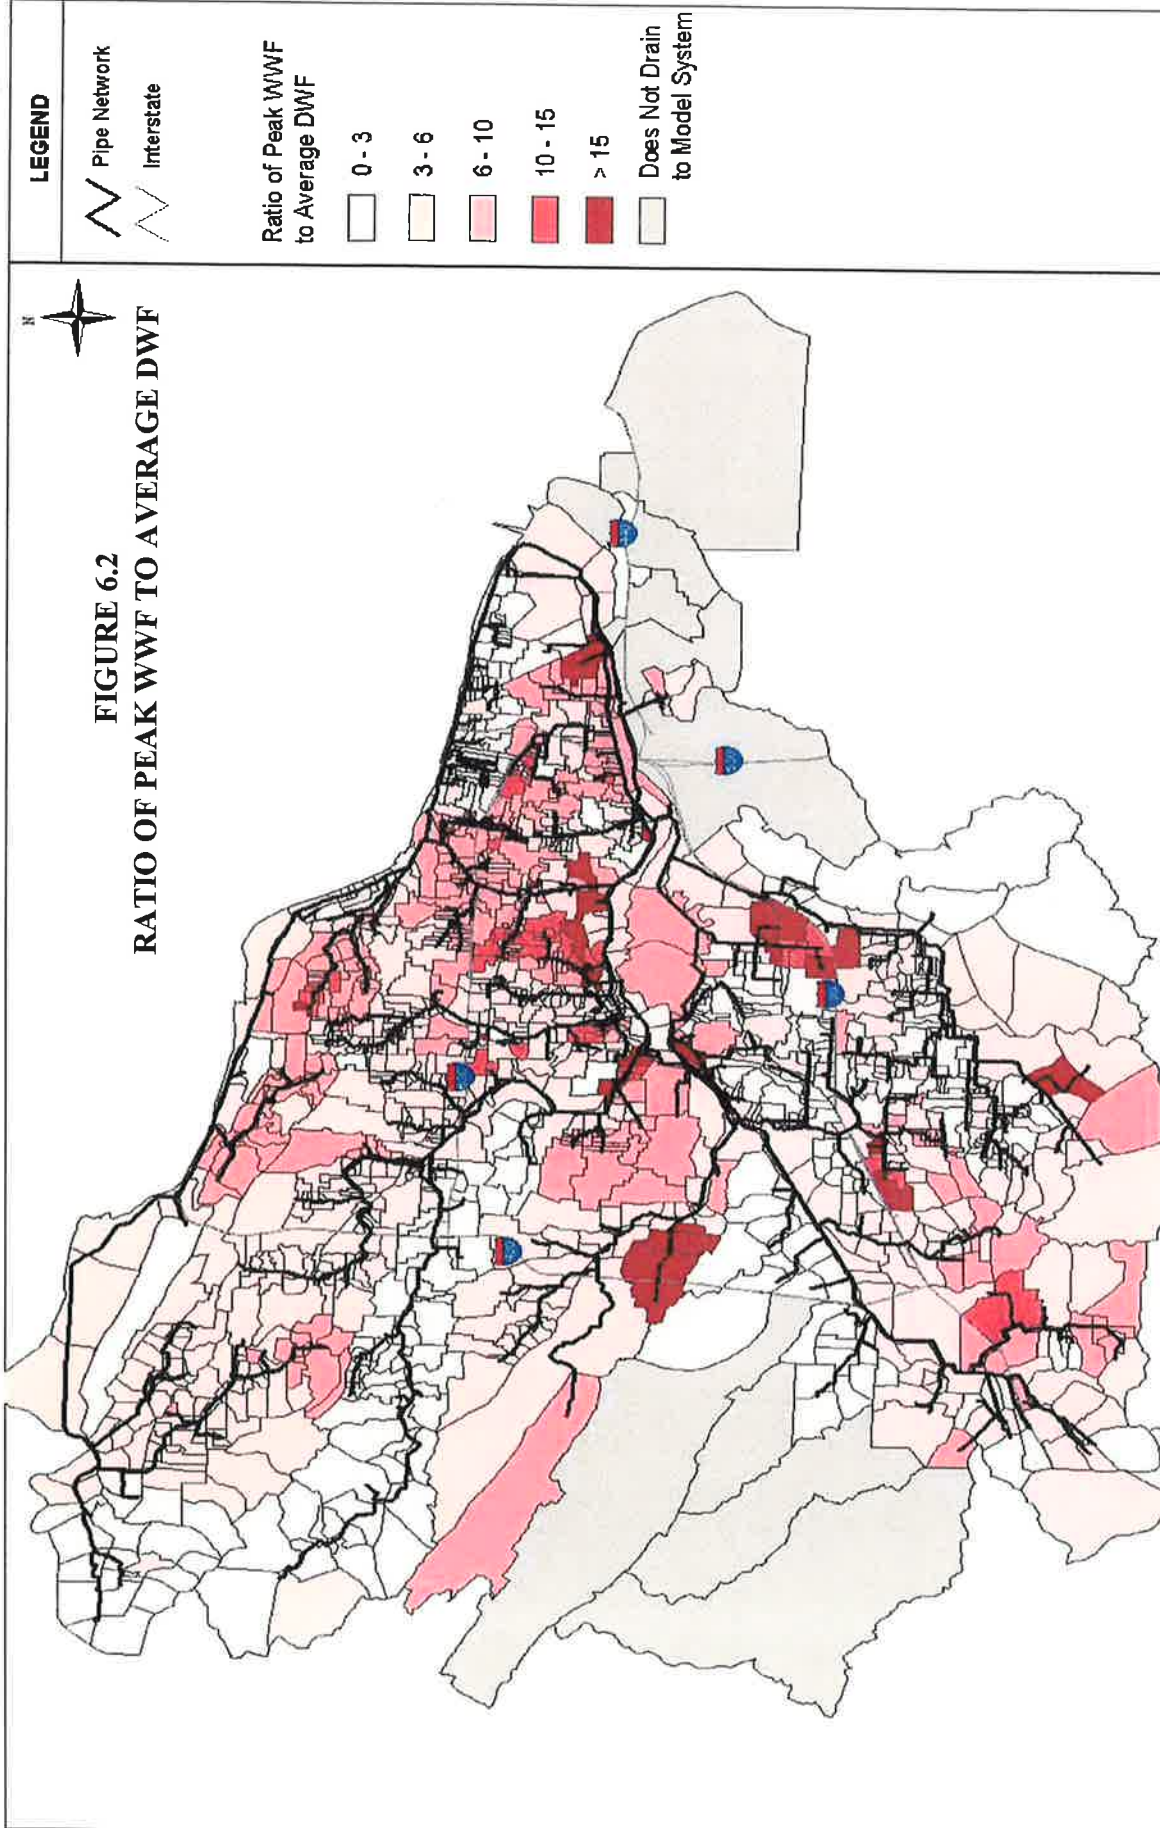 FIGURE 6.2
RATIO OF PEAK WWF TO AVERAGE DWF
N
LEGEND
Pipe Network
Interstate
Ratio of Peak WWF
to Average DWF
0 - 3
3 - 6
6 - 10
10 - 15
> 15
Does Not Drain
to Model System